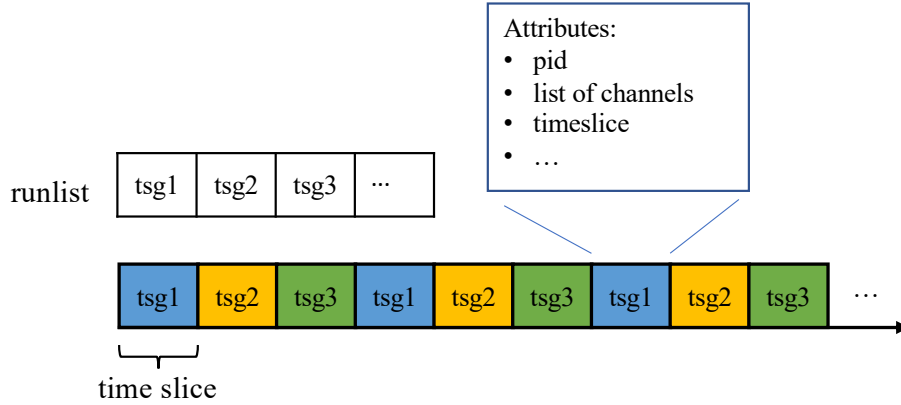 Attributes:
• pid
• list of channels
• timeslice
• …
runlist
tsg1 tsg2 tsg3 ...
tsg1 tsg2 tsg3 tsg1 tsg2 tsg3 tsg1 tsg2 tsg3 …
time slice